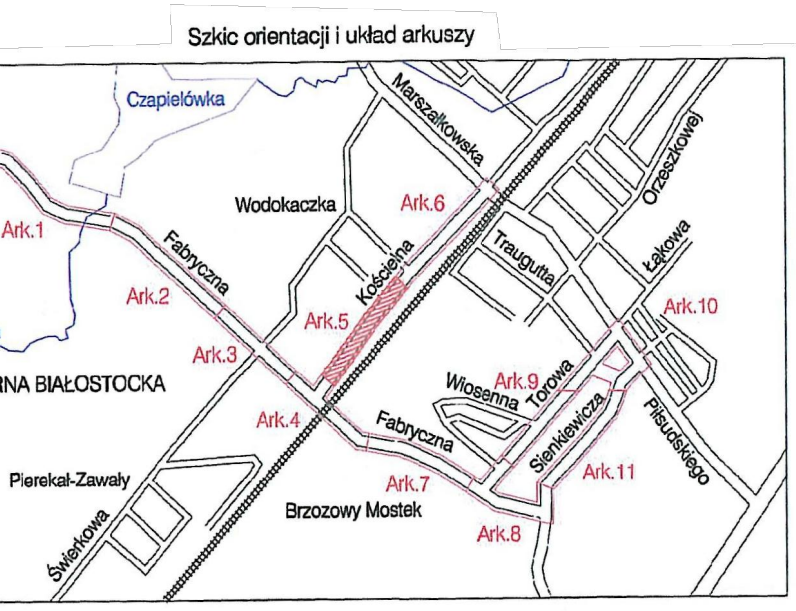 Szkic orientacji i układ arkuszy
Czapielówka
Marszałkowska
Orzeszkowej
Wodokaczka
Ark.6
Ark.1
Fabryczna
Kościelna
Traugutta
Łąkowa
Ark.2
Ark.5
Ark.10
Ark.3
RNA BIAŁOSTOCKA
Ark.9
Torowa
Wiosenna
Ark.4
Fabryczna
Sienkiewicza
Piłsudskiego
Ark.11
Pierekał-Zawały
Ark.7
Brzozowy Mostek
Ark.8
Świerkowa